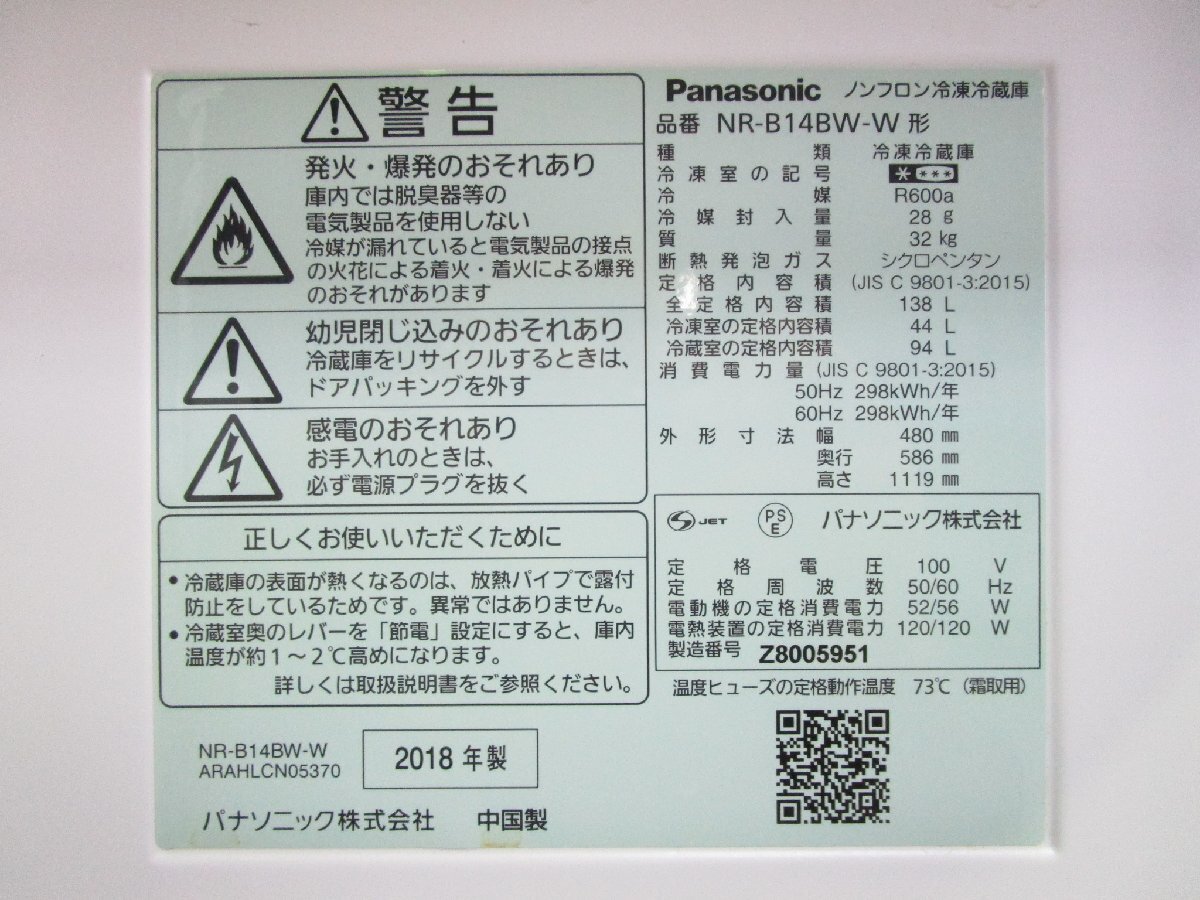 警告
発火・爆発のおそれあり
庫内では脱臭器等の
電気製品を使用しない
冷媒が漏れていると電気製品の接点
の火花による着火・着火による爆発
のおそれがあります
幼児閉じ込みのおそれあり
冷蔵庫をリサイクルするときは、
ドアパッキングを外す
感電のおそれあり
お手入れのときは、
必ず電源プラグを抜く
正しくお使いいただくために
• 冷蔵庫の表面が熱くなるのは、放熱パイプで露付
防止をしているためです。異常ではありません。
• 冷蔵室奥のレバーを「節電」設定にすると、庫内
温度が約1～2℃高めになります。
詳しくは取扱説明書をご参照ください。
NR-B14BW-W
ARAHLCN05370
2018 年製
パナソニック株式会社 中国製
Panasonic ノンフロン冷凍冷蔵庫
品番 NR-B14BW-W 形
種類 冷凍冷蔵庫
冷凍室の記号 ****
冷媒 R600a
冷媒封入量 28 g
質量 32 kg
断熱発泡ガス シクロペンタン
定格内容積 (JIS C 9801-3:2015)
全定格内容積 138 L
冷凍室の定格内容積 44 L
冷蔵室の定格内容積 94 L
消費電力量 (JIS C 9801-3:2015)
50Hz 298kWh/年
60Hz 298kWh/年
外形寸法 幅 480 mm
奥行 586 mm
高さ 1119 mm
JET PSE パナソニック株式会社
定格電圧 100 V
定格周波数 50/60 Hz
電動機の定格消費電力 52/56 W
電熱装置の定格消費電力 120/120 W
製造番号 Z8005951
温度ヒューズの定格動作温度 73℃（霜取用）